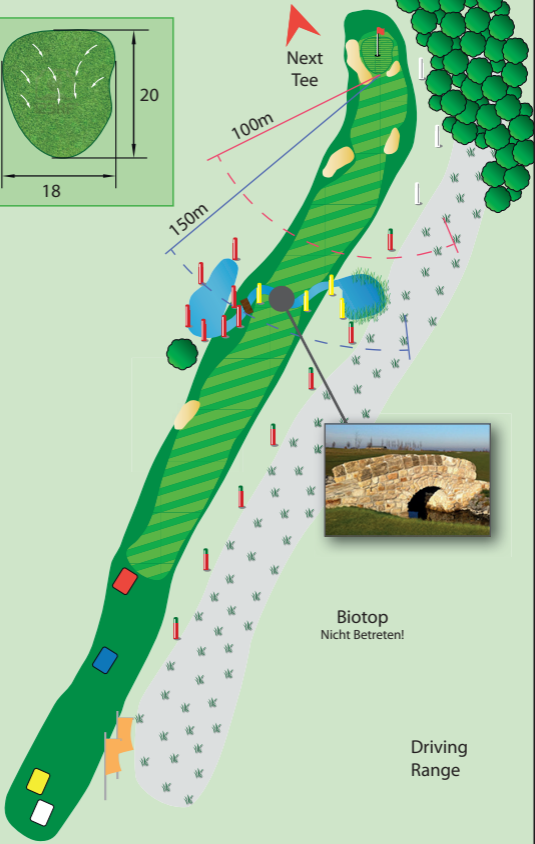 Next
Tee
20
18
100m
150m
Biotop
Nicht Betreten!
Driving
Range